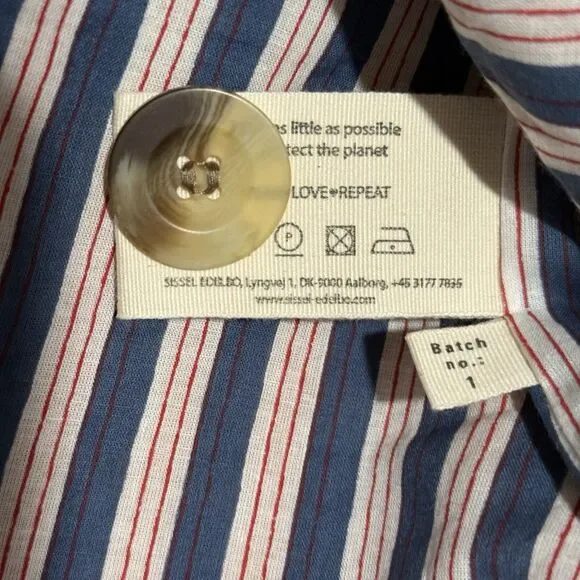 as little as possible
tect the planet
LOVE♥REPEAT
P
SISSEL EDELBO, Lyngvej 1, DK-9000 Aalborg, +45 3177 7835
www.sissel-edelbo.com
Batch
no.:
1